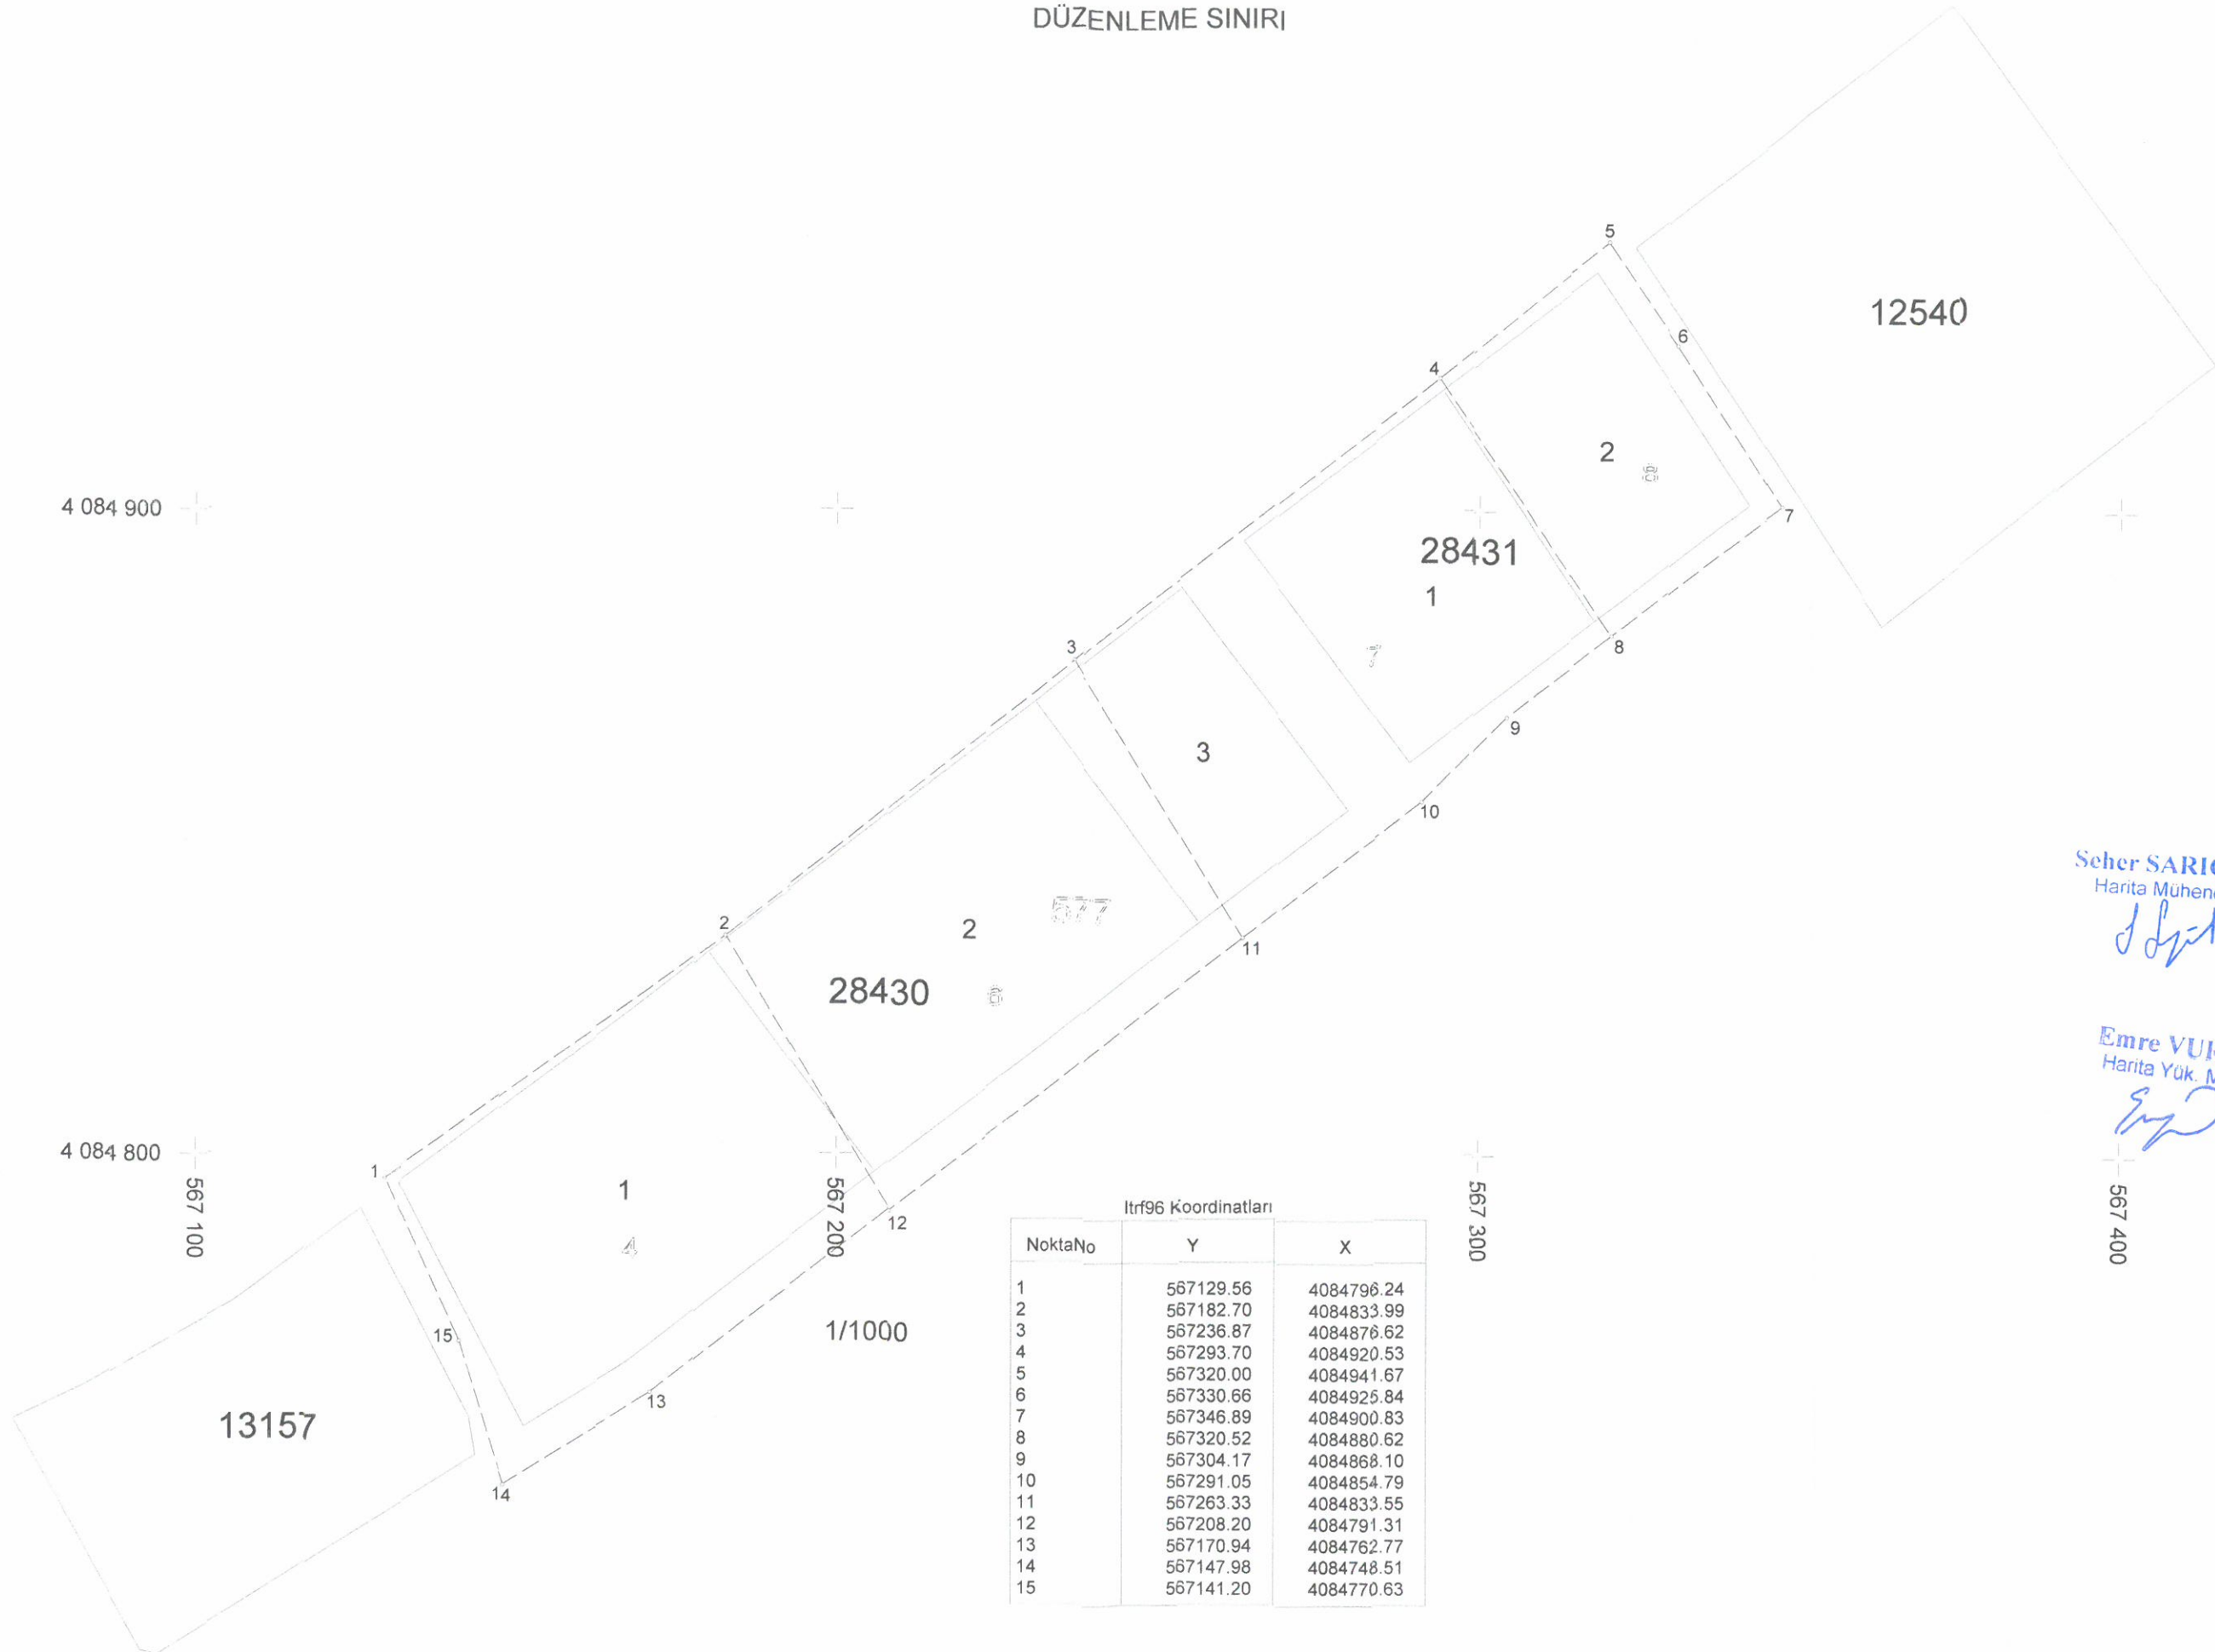 DÜZENLEME SINIRI
5
12540
6
4
2
8
4 084 900
7
28431
1
8
3
7
9
3
10
Seher
Harita
577
2
2
11
28430
6
Emre
Harita Yük.
4 084 800
1
567 100
1
567 200
12
567 300
567 400
4
Itrf96 Koordinatları
NoktaNo Y X
1 567129.56 4084796.24
2 567182.70 4084833.99
3 567236.87 4084876.62
4 567293.70 4084920.53
5 567320.00 4084941.67
6 567330.66 4084925.84
7 567346.89 4084900.83
8 567320.52 4084880.62
9 567304.17 4084868.10
10 567291.05 4084854.79
11 567263.33 4084833.55
12 567208.20 4084791.31
13 567170.94 4084762.77
14 567147.98 4084748.51
15 567141.20 4084770.63
15
1/1000
13
13157
14